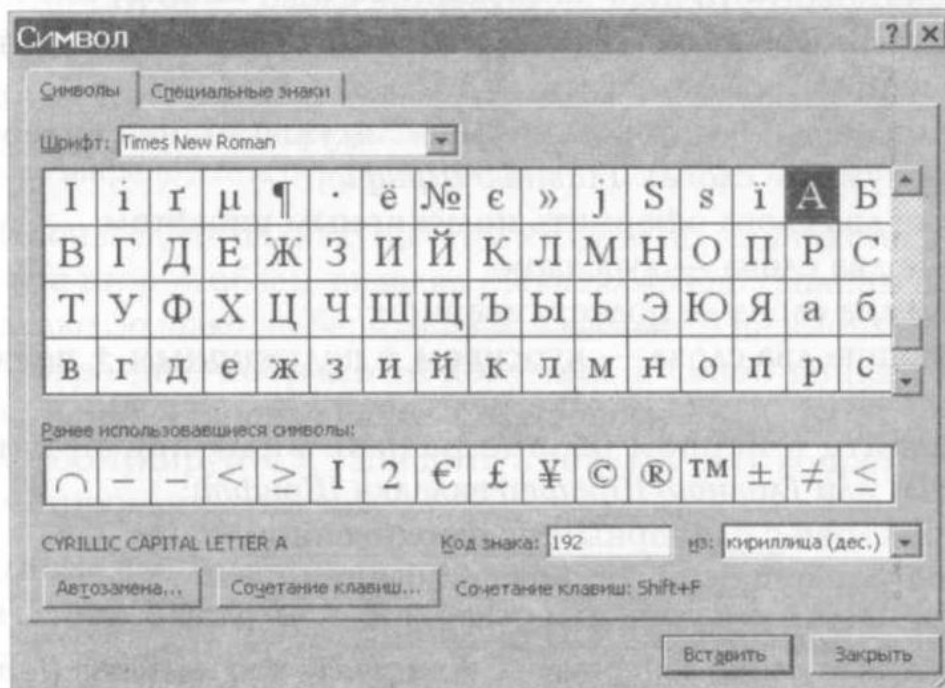 Символ
Символы Специальные знаки
Шрифт: Times New Roman
І і ґ µ ¶ · ё № є » ј Ѕ ѕ ї А Б
В Г Д Е Ж З И Й К Л М Н О П Р С
Т У Ф Х Ц Ч Ш Щ Ъ Ы Ь Э Ю Я а б
в г д е ж з и й к л м н о п р с
Ранее использовавшиеся символы:
⌒ – – < ≥ I 2 € £ ¥ © ® ™ ± ≠ ≤
CYRILLIC CAPITAL LETTER A Код знака: 192 из: кириллица (дес.)
Автозамена... Сочетание клавиш... Сочетание клавиш: Shift+F
Вставить Закрыть